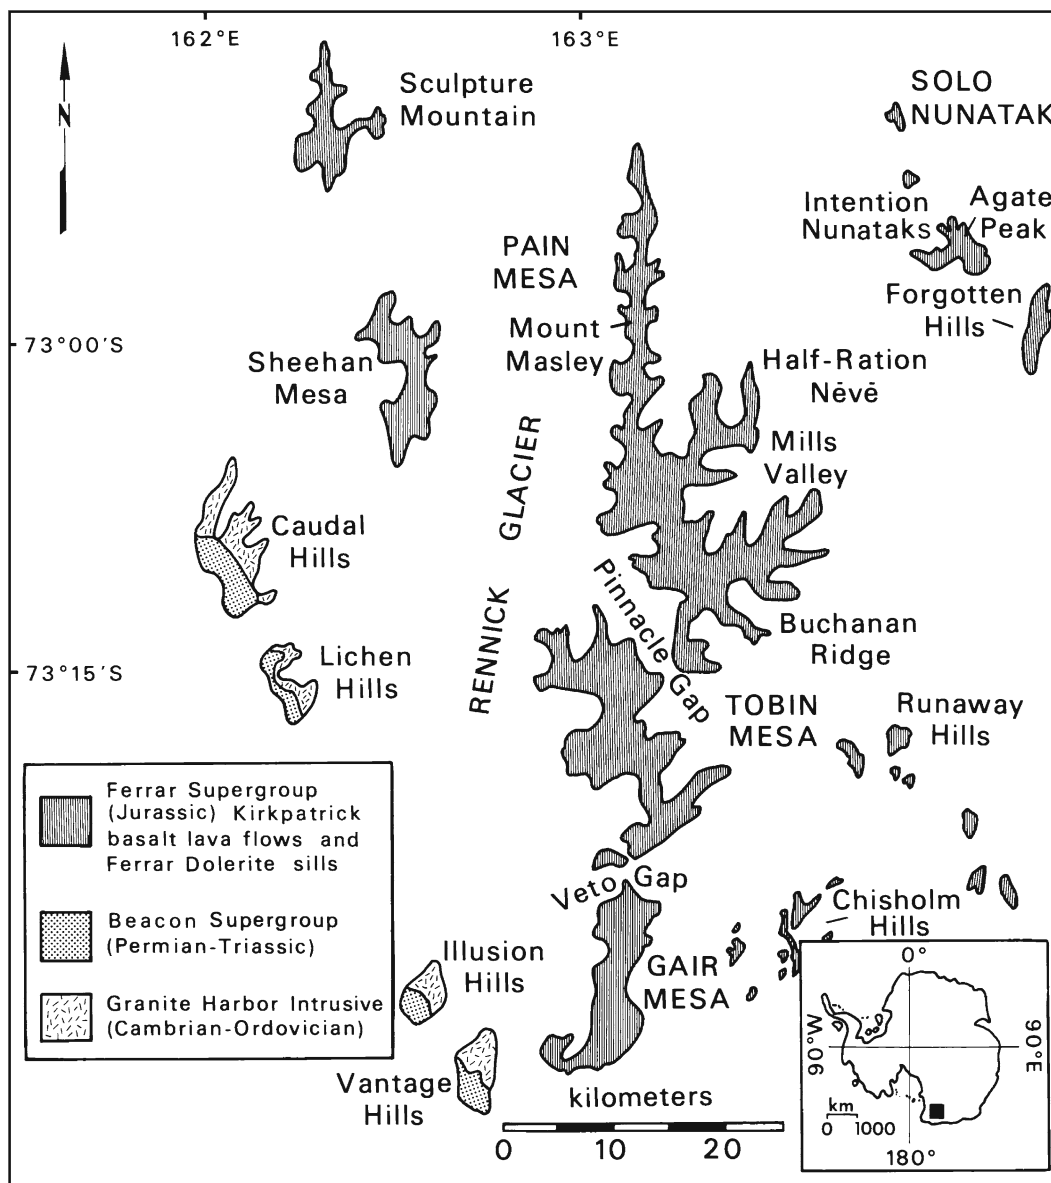 162°E
163°E
N
Sculpture
Mountain
SOLO
NUNATAK
Intention
Nunataks
Agate
Peak
PAIN
MESA
Forgotten
Hills
Mount
Masley
73°00'S
Sheehan
Mesa
Half-Ration
Névé
Mills
Valley
RENNICK GLACIER
Caudal
Hills
Pinnacle Gap
Buchanan
Ridge
Lichen
Hills
73°15'S
TOBIN
MESA
Runaway
Hills
Ferrar Supergroup
(Jurassic) Kirkpatrick
basalt lava flows and
Ferrar Dolerite sills
Beacon Supergroup
(Permian-Triassic)
Granite Harbor Intrusive
(Cambrian-Ordovician)
Veto Gap
Chisholm
Hills
Illusion
Hills
GAIR
MESA
Vantage
Hills
kilometers
0 10 20
0°
90°W
90°E
km
0 1000
180°